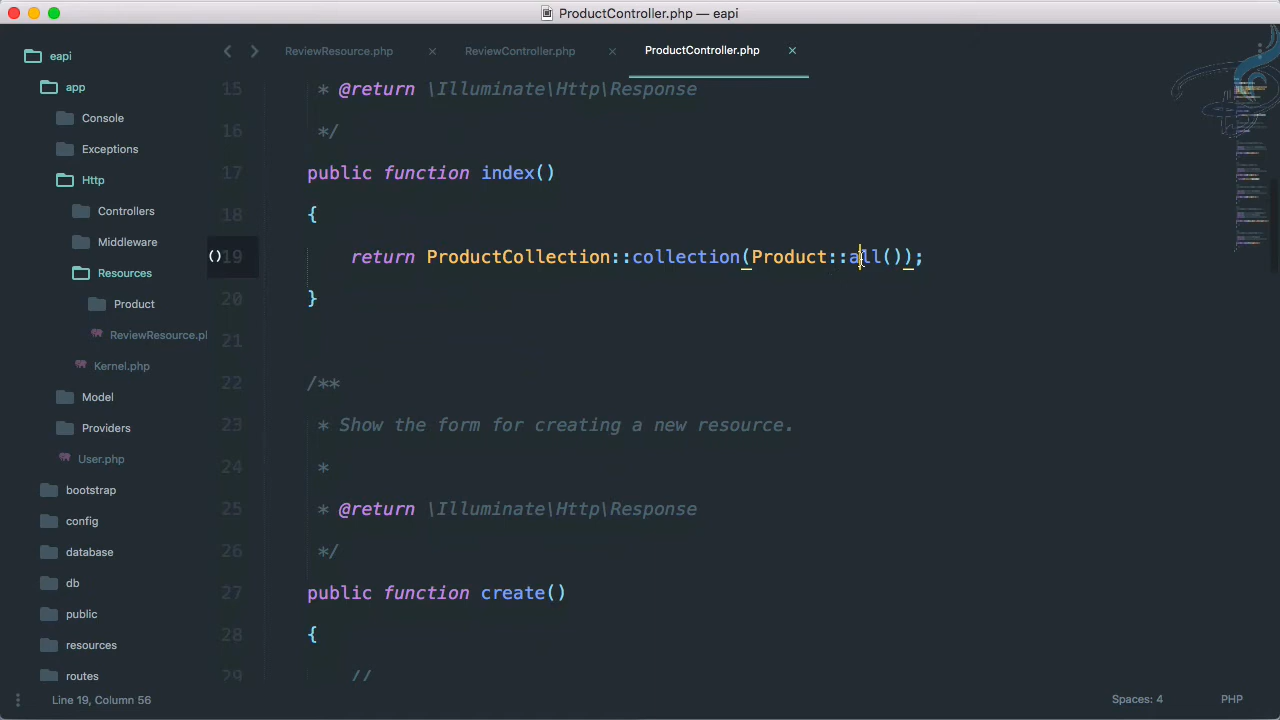 ProductController.php — eapi
eapi
app
Console
Exceptions
Http
Controllers
Middleware
Resources
Product
ReviewResource.pl
Kernel.php
Model
Providers
User.php
bootstrap
config
database
db
public
resources
routes
ReviewResource.php
ReviewController.php
ProductController.php
15 * @return \Illuminate\Http\Response
16 */
17 public function index()
18 {
() 19 return ProductCollection::collection(Product::all());
20 }
21
22 /**
23 * Show the form for creating a new resource.
24 *
25 * @return \Illuminate\Http\Response
26 */
27 public function create()
28 {
29 //
Line 19, Column 56
Spaces: 4
PHP